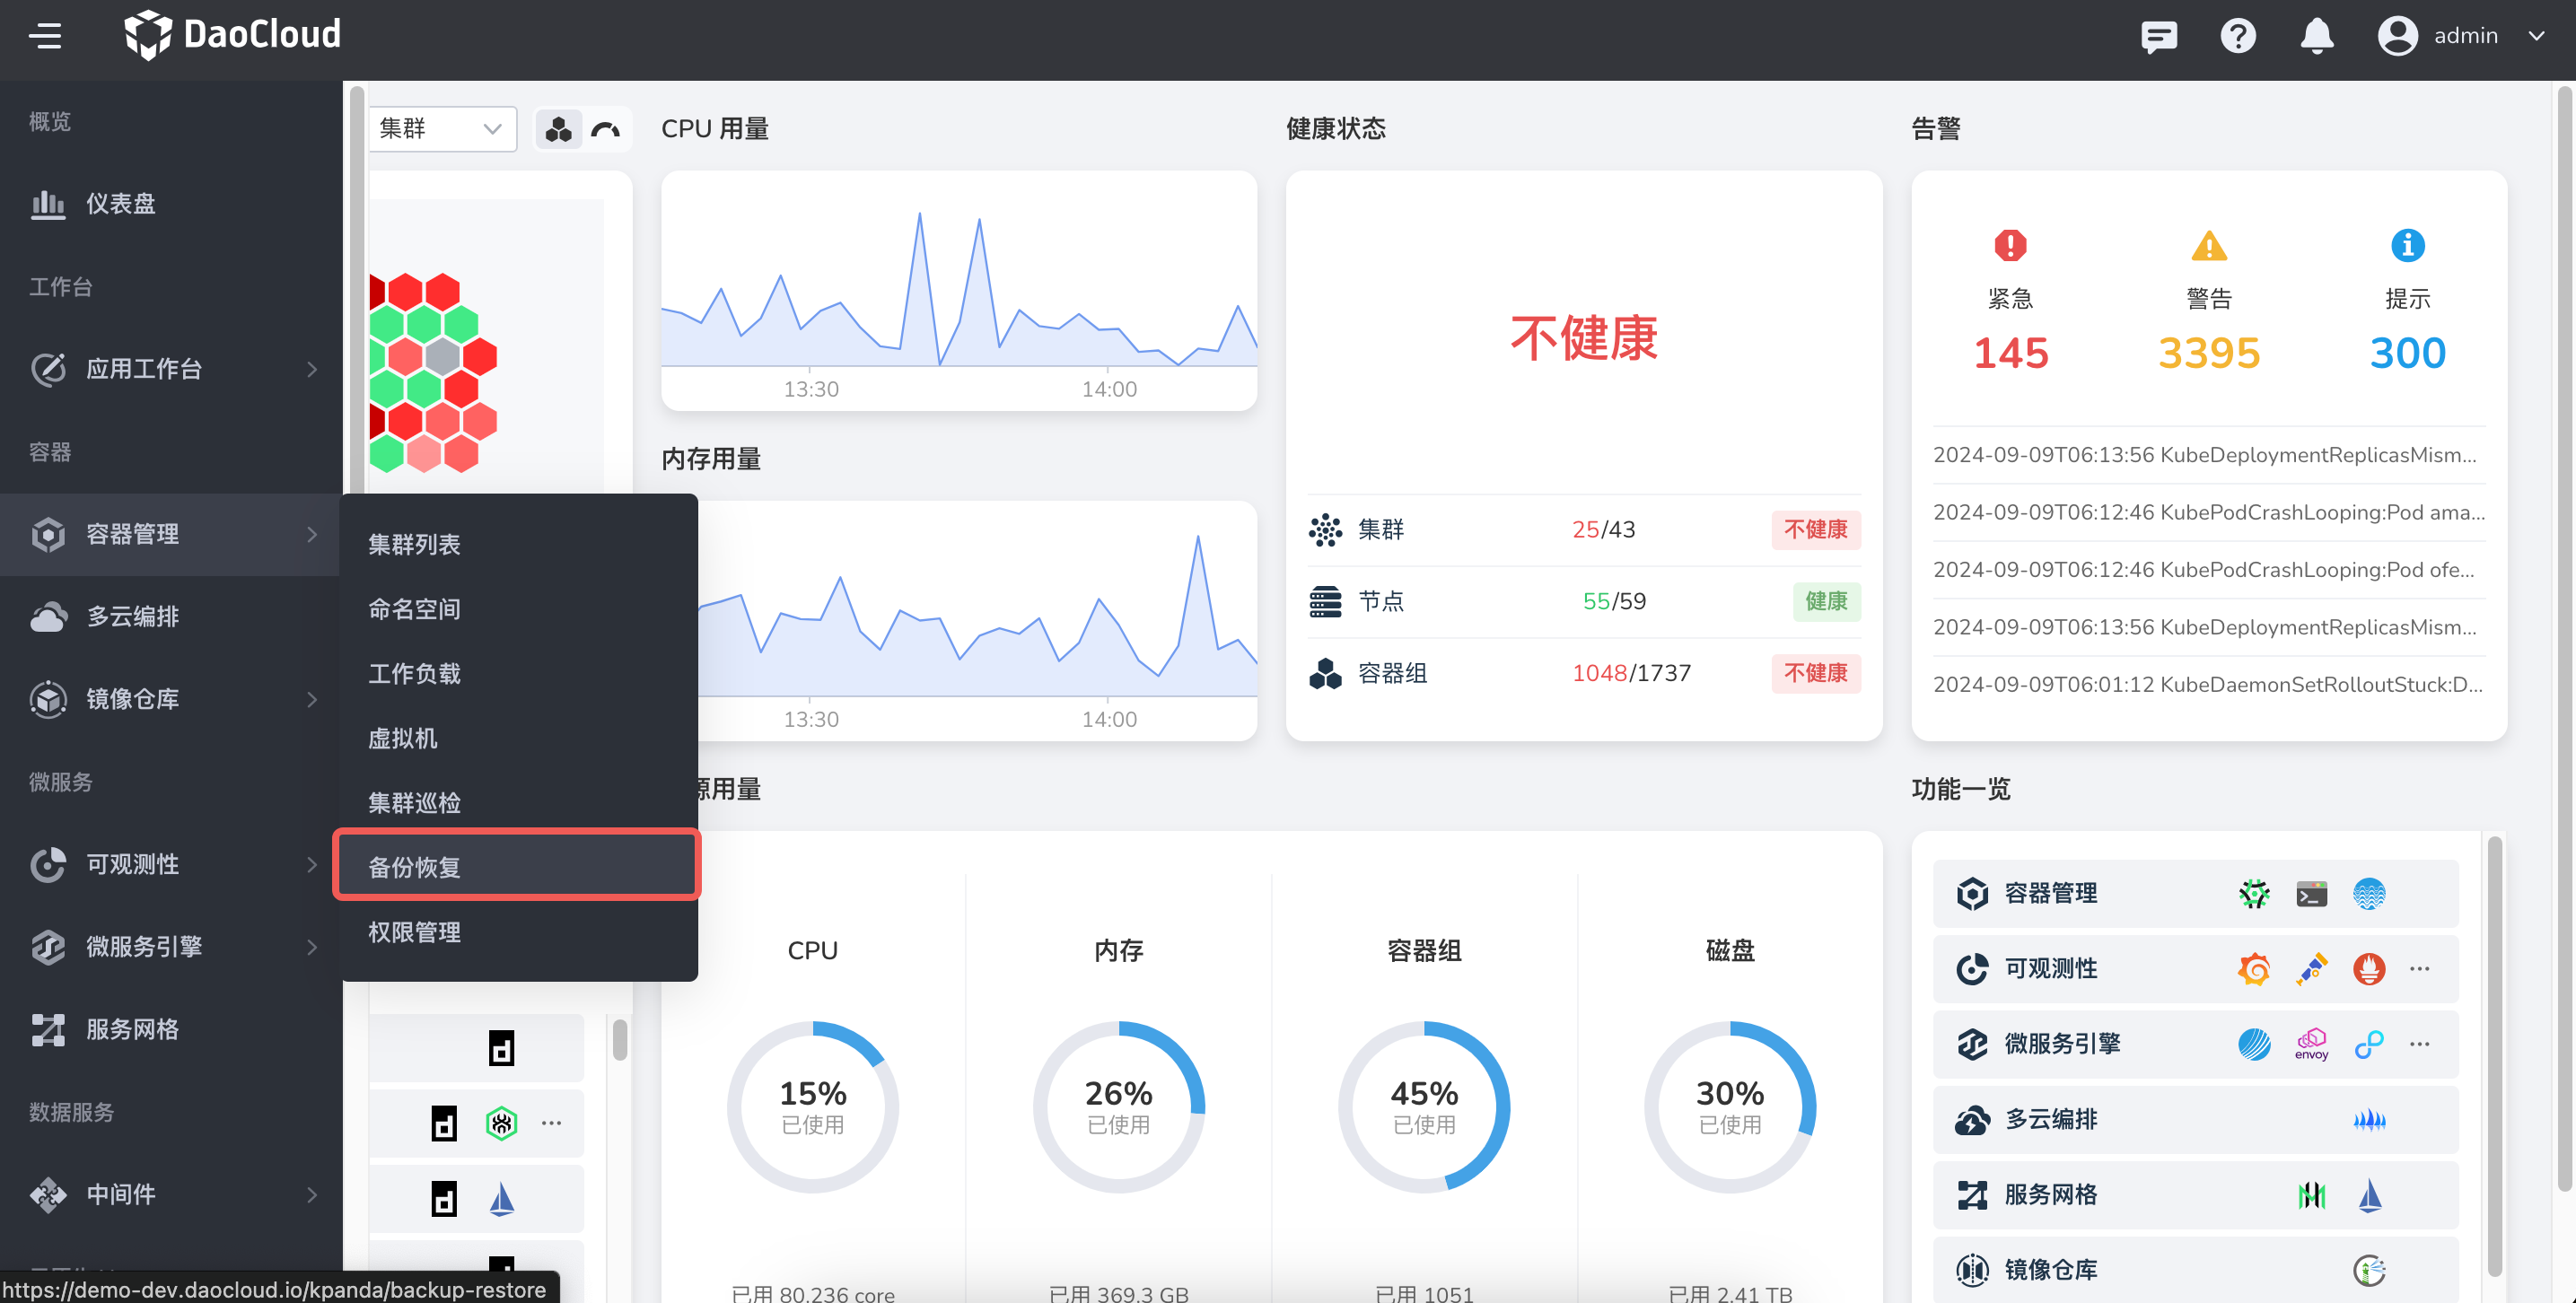 DaoCloud
admin
概览
仪表盘
工作台
应用工作台
容器
容器管理
多云编排
镜像仓库
微服务
可观测性
微服务引擎
服务网格
数据服务
中间件
https://demo-dev.daocloud.io/kpanda/backup-restore
集群列表
命名空间
工作负载
虚拟机
集群巡检
备份恢复
权限管理
集群
CPU 用量
13:30
14:00
内存用量
13:30
14:00
健康状态
不健康
集群
25/43
不健康
节点
55/59
健康
容器组
1048/1737
不健康
告警
紧急
警告
提示
145
3395
300
2024-09-09T06:13:56 KubeDeploymentReplicasMism...
2024-09-09T06:12:46 KubePodCrashLooping:Pod ama...
2024-09-09T06:12:46 KubePodCrashLooping:Pod ofe...
2024-09-09T06:13:56 KubeDeploymentReplicasMism...
2024-09-09T06:01:12 KubeDaemonSetRolloutStuck:D...
源用量
CPU
15%
已使用
已用 80.236 core
内存
26%
已使用
已用 369.3 GB
容器组
45%
已使用
已用 1051
磁盘
30%
已使用
已用 2.41 TB
功能一览
容器管理
可观测性
微服务引擎
envoy
多云编排
服务网格
镜像仓库